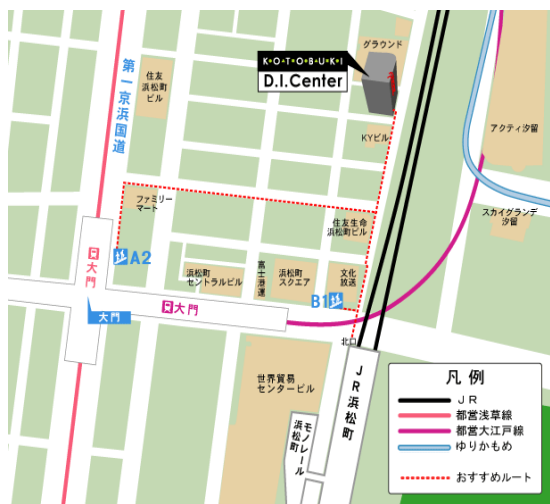 グラウンド
KOTOBUKI
D.I.Center
住友
浜松町
ビル
第一京浜国道
KYビル
アクティ汐留
ファミリー
マート
住友生命
浜松町ビル
スカイグランデ
汐留
A2
大門
浜松町
セントラルビル
富士港運
浜松町
スクエア
文化
放送
B1
大門
大門
北口
JR浜松町
世界貿易
センタービル
モノレール
浜松町
凡例
JR
都営浅草線
都営大江戸線
ゆりかもめ
おすすめルート